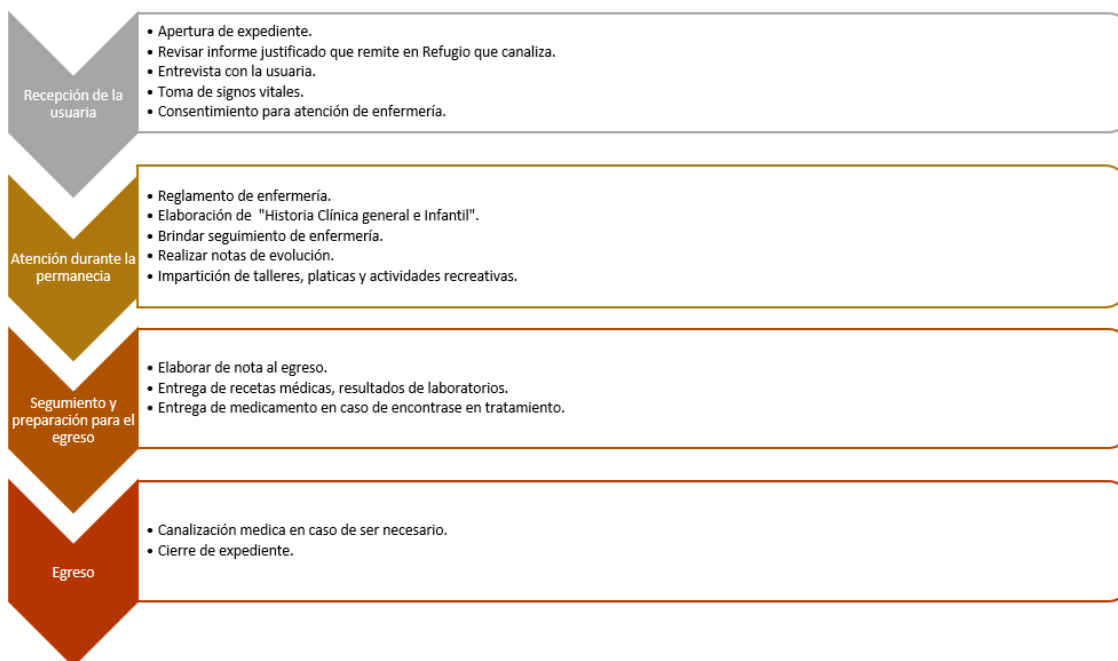 Recepción de la
usuaria
• Apertura de expediente.
• Revisar informe justificado que remite en Refugio que canaliza.
• Entrevista con la usuaria.
• Toma de signos vitales.
• Consentimiento para atención de enfermería.
Atención durante la
permanecia
• Reglamento de enfermería.
• Elaboración de "Historia Clínica general e Infantil".
• Brindar seguimiento de enfermería.
• Realizar notas de evolución.
• Impartición de talleres, platicas y actividades recreativas.
Segumiento y
preparación para el
egreso
• Elaborar de nota al egreso.
• Entrega de recetas médicas, resultados de laboratorios.
• Entrega de medicamento en caso de encontrase en tratamiento.
Egreso
• Canalización medica en caso de ser necesario.
• Cierre de expediente.